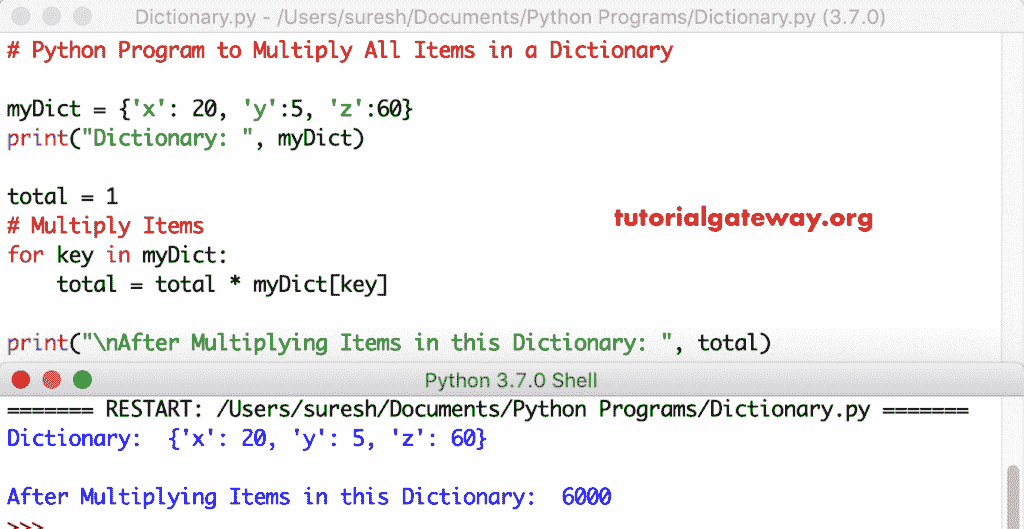 Dictionary.py - /Users/suresh/Documents/Python Programs/Dictionary.py (3.7.0)
# Python Program to Multiply All Items in a Dictionary
myDict = {'x': 20, 'y':5, 'z':60}
print("Dictionary: ", myDict)
total = 1
# Multiply Items
tutorialgateway.org
for key in myDict:
    total = total * myDict[key]
print("\nAfter Multiplying Items in this Dictionary: ", total)
Python 3.7.0 Shell
======= RESTART: /Users/suresh/Documents/Python Programs/Dictionary.py =======
Dictionary:  {'x': 20, 'y': 5, 'z': 60}
After Multiplying Items in this Dictionary:  6000
>>>